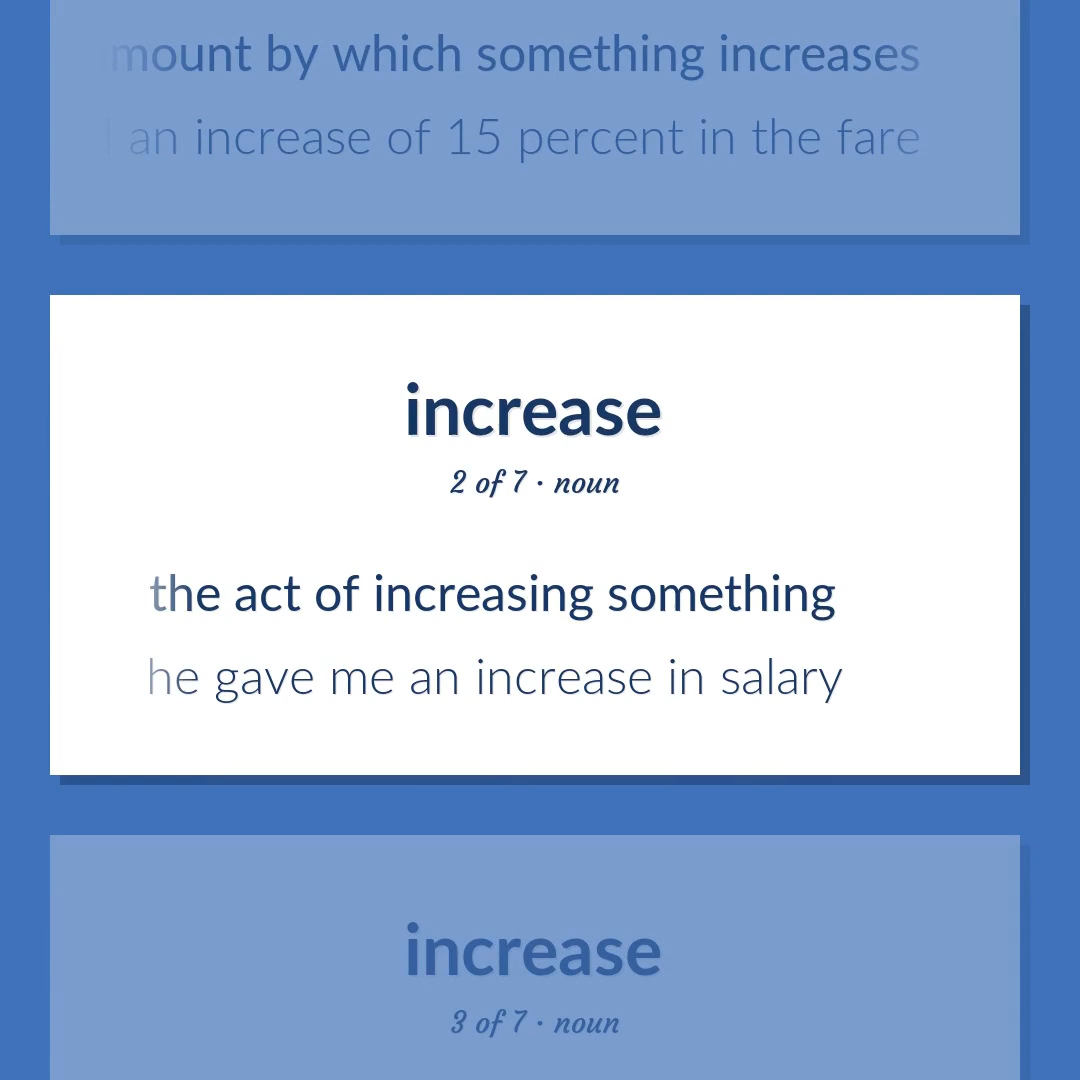 mount by which something increases
an increase of 15 percent in the fare
increase
2 of 7 · noun
the act of increasing something
he gave me an increase in salary
increase
3 of 7 · noun